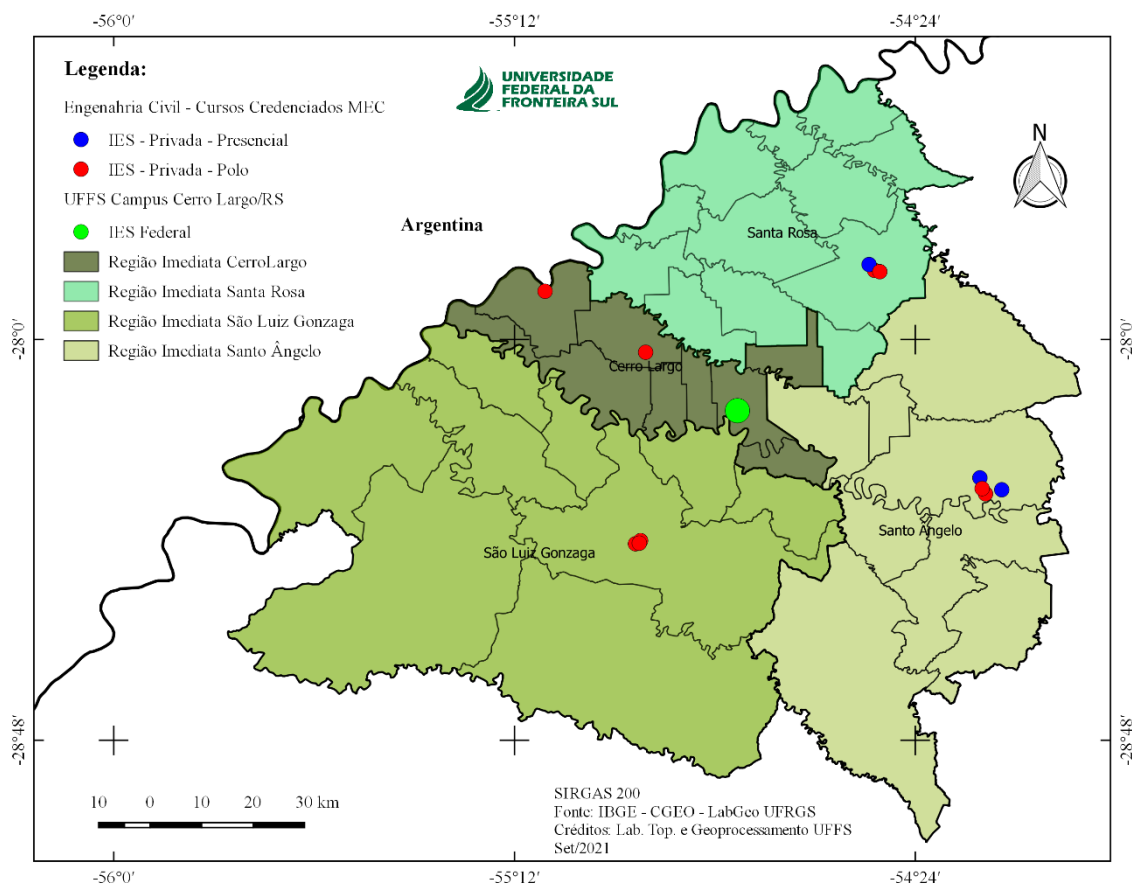 -56°0′
-55°12′
-54°24′
Legenda:
Engenahria Civil - Cursos Credenciados MEC
IES - Privada - Presencial
IES - Privada - Polo
UFFS Campus Cerro Largo/RS
IES Federal
Região Imediata CerroLargo
Região Imediata Santa Rosa
Região Imediata São Luiz Gonzaga
Região Imediata Santo Ângelo
UNIVERSIDADE
FEDERAL DA
FRONTEIRA SUL
N
Argentina
Santa Rosa
-28°0′
-28°0′
Cerro Largo
Santo Ângelo
São Luiz Gonzaga
-28°48′
-28°48′
10 0 10 20 30 km
SIRGAS 200
Fonte: IBGE - CGEO - LabGeo UFRGS
Créditos: Lab. Top. e Geoprocessamento UFFS
Set/2021
-56°0′
-55°12′
-54°24′